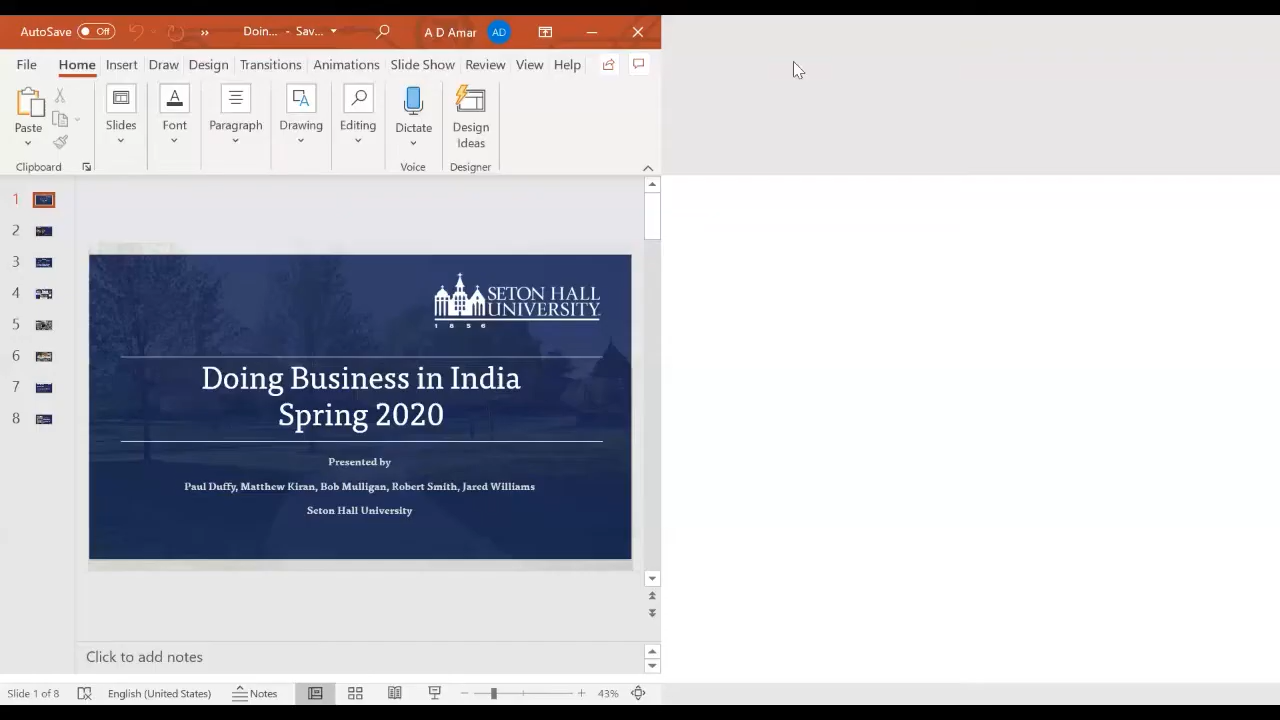 AutoSave Off Doin... - Sav... A D Amar AD
File Home Insert Draw Design Transitions Animations Slide Show Review View Help
Paste Slides Font Paragraph Drawing Editing Dictate Design Ideas
Clipboard Voice Designer
1
2
3
4
5
6
7
8
SETON HALL
UNIVERSITY
1 8 5 6
Doing Business in India
Spring 2020
Presented by
Paul Duffy, Matthew Kiran, Bob Mulligan, Robert Smith, Jared Williams
Seton Hall University
Click to add notes
Slide 1 of 8 English (United States) Notes 43%